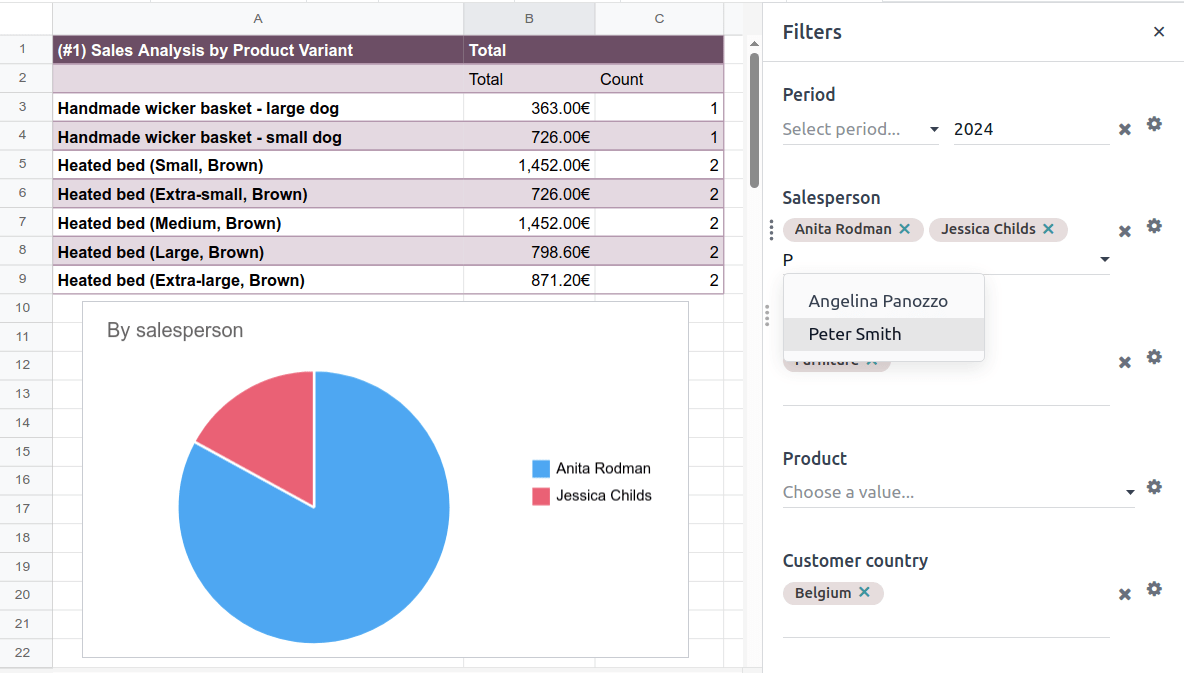 A B C
1 (#1) Sales Analysis by Product Variant Total
2 Total Count
3 Handmade wicker basket - large dog 363.00€ 1
4 Handmade wicker basket - small dog 726.00€ 1
5 Heated bed (Small, Brown) 1,452.00€ 2
6 Heated bed (Extra-small, Brown) 726.00€ 2
7 Heated bed (Medium, Brown) 1,452.00€ 2
8 Heated bed (Large, Brown) 798.60€ 2
9 Heated bed (Extra-large, Brown) 871.20€ 2
10
11
12
13
14
15
16
17
18
19
20
21
22
By salesperson
Anita Rodman
Jessica Childs
Filters
Period
Select period... 2024
Salesperson
Anita Rodman Jessica Childs
P
Angelina Panozzo
Peter Smith
Furniture
Product
Choose a value...
Customer country
Belgium